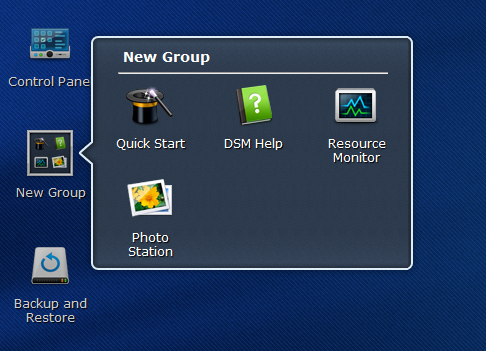 New Group
Control Pane
Quick Start
DSM Help
Resource
Monitor
New Group
Photo
Station
Backup and
Restore